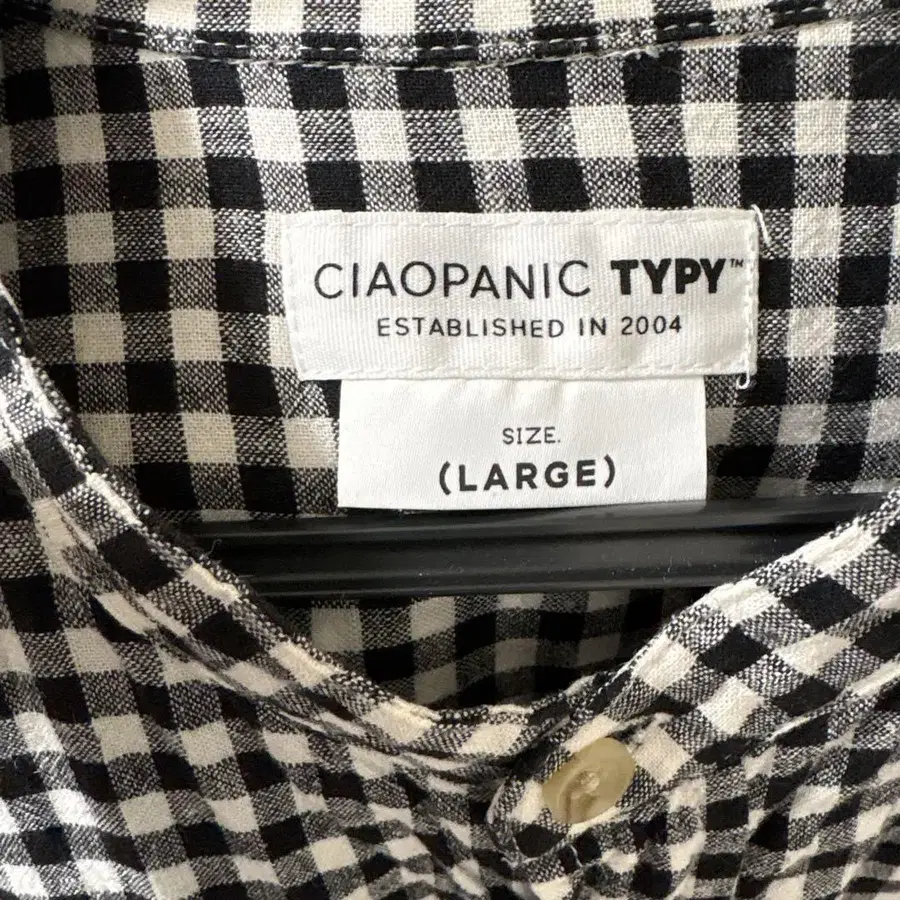 CIAOPANIC TYPY™
ESTABLISHED IN 2004
SIZE.
(LARGE)